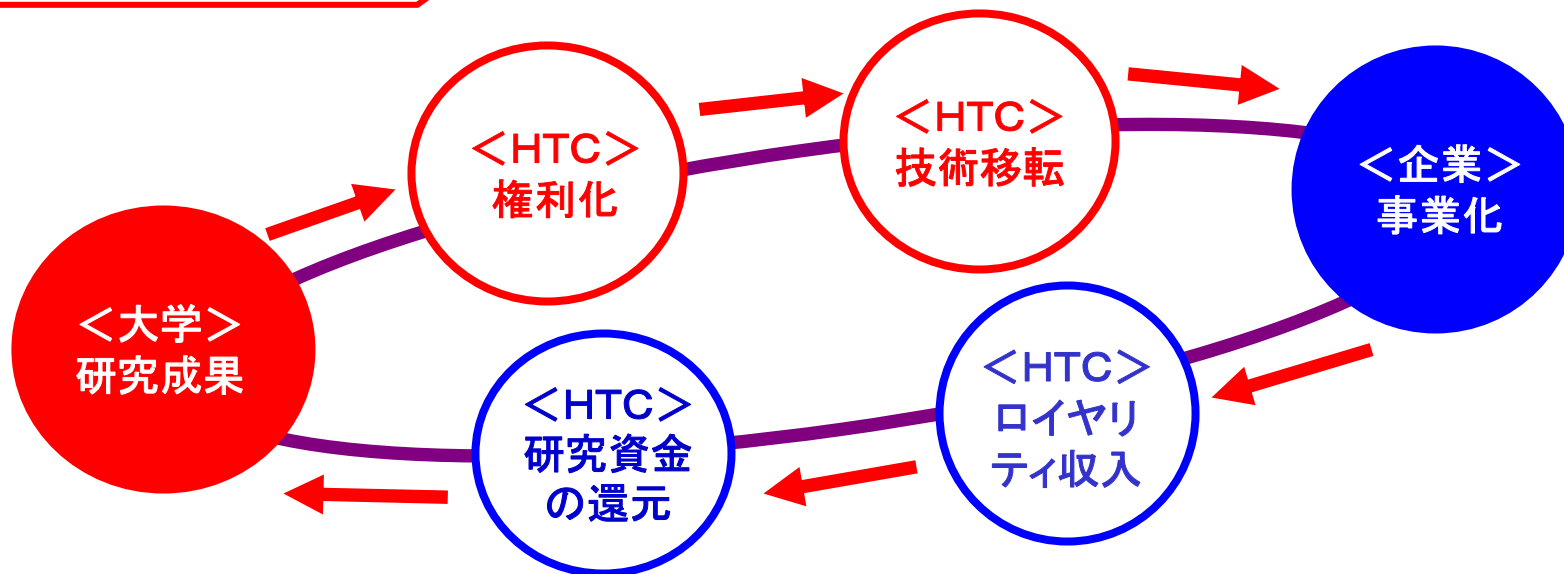 <HTC>
権利化
<HTC>
技術移転
<企業>
事業化
<大学>
研究成果
<HTC>
研究資金
の還元
<HTC>
ロイヤリ
ティ収入